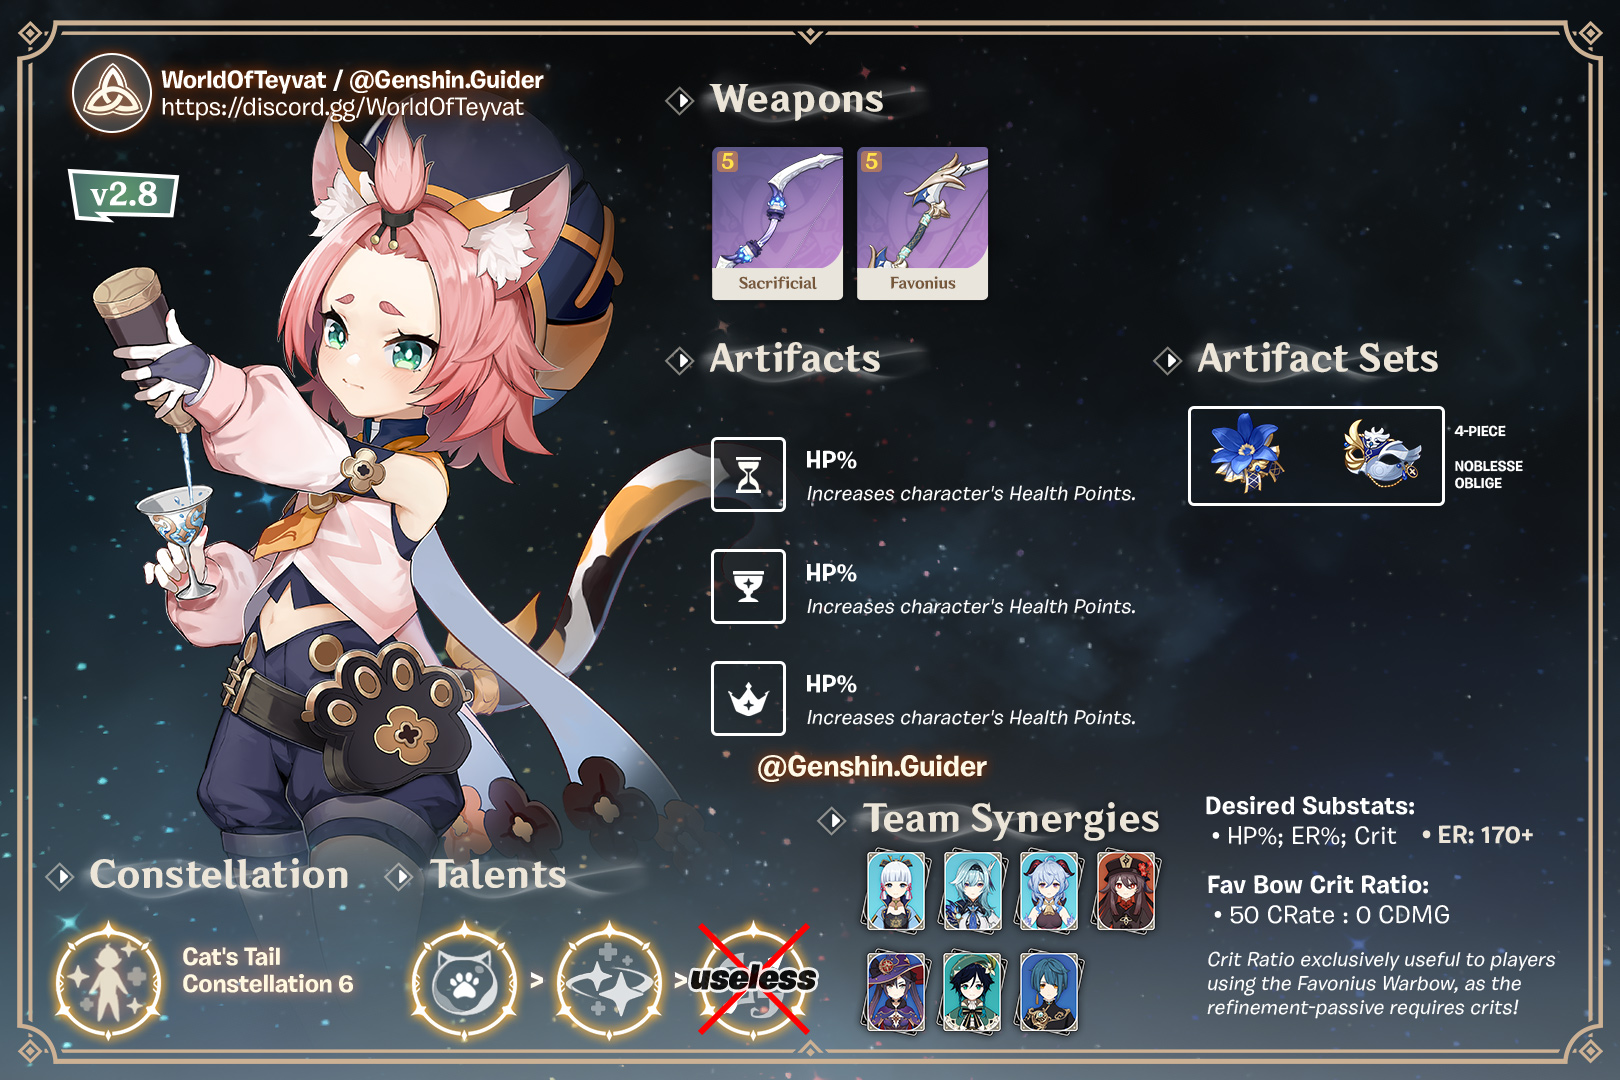 WorldOfTeyvat / @Genshin.Guider
https://discord.gg/WorldOfTeyvat
v2.8
Weapons
5
5
Sacrificial
Favonius
Artifacts
HP%
Increases character's Health Points.
HP%
Increases character's Health Points.
HP%
Increases character's Health Points.
@Genshin.Guider
Artifact Sets
4-PIECE
NOBLESSE
OBLIGE
Constellation
Cat's Tail
Constellation 6
Talents
>
>
useless
Team Synergies
Desired Substats:
• HP%; ER%; Crit • ER: 170+
Fav Bow Crit Ratio:
• 50 CRate : 0 CDMG
Crit Ratio exclusively useful to players
using the Favonius Warbow, as the
refinement-passive requires crits!